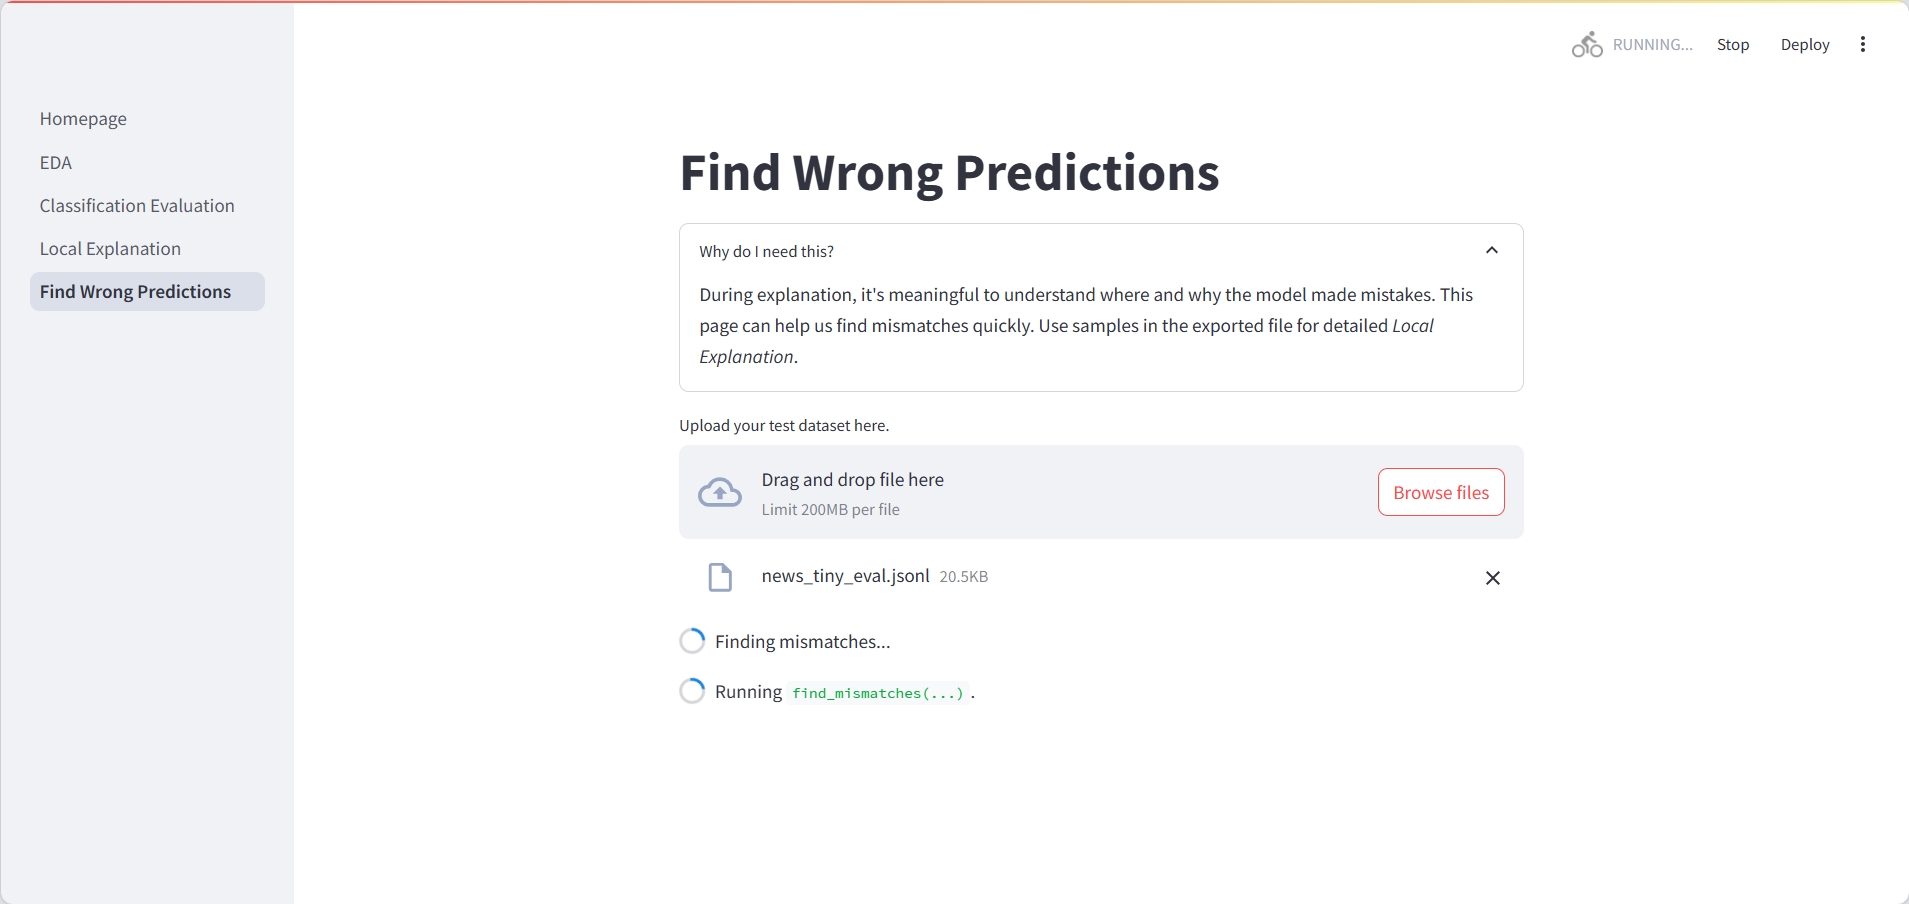 RUNNING... Stop Deploy
Homepage
EDA
Classification Evaluation
Local Explanation
Find Wrong Predictions
Find Wrong Predictions
Why do I need this?
During explanation, it's meaningful to understand where and why the model made mistakes. This
page can help us find mismatches quickly. Use samples in the exported file for detailed Local
Explanation.
Upload your test dataset here.
Drag and drop file here
Limit 200MB per file
Browse files
news_tiny_eval.jsonl 20.5KB
Finding mismatches...
Running find_mismatches(...).